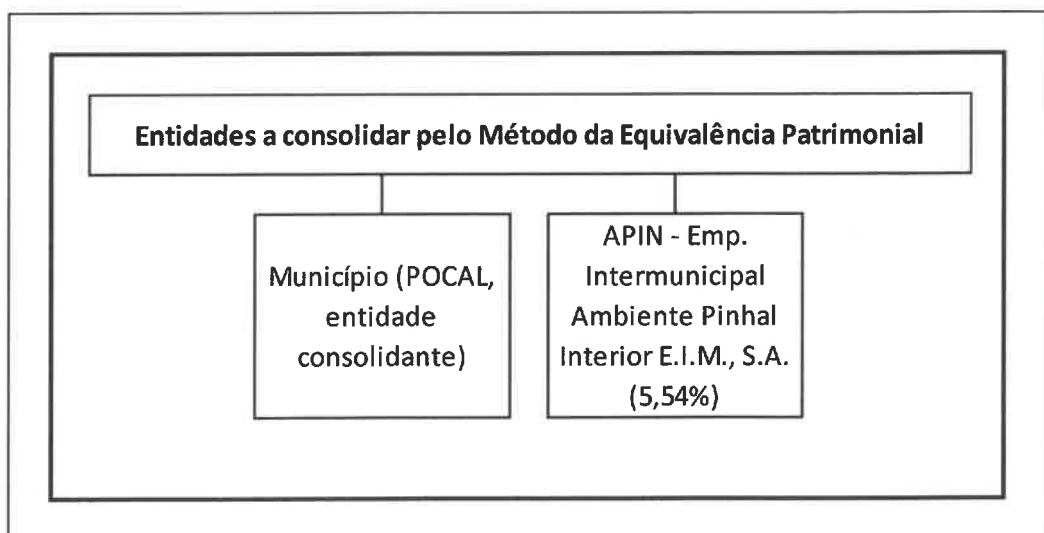 Entidades a consolidar pelo Método da Equivalência Patrimonial
Município (POCAL,
entidade
consolidante)
APIN - Emp.
Intermunicipal
Ambiente Pinhal
Interior E.I.M., S.A.
(5,54%)